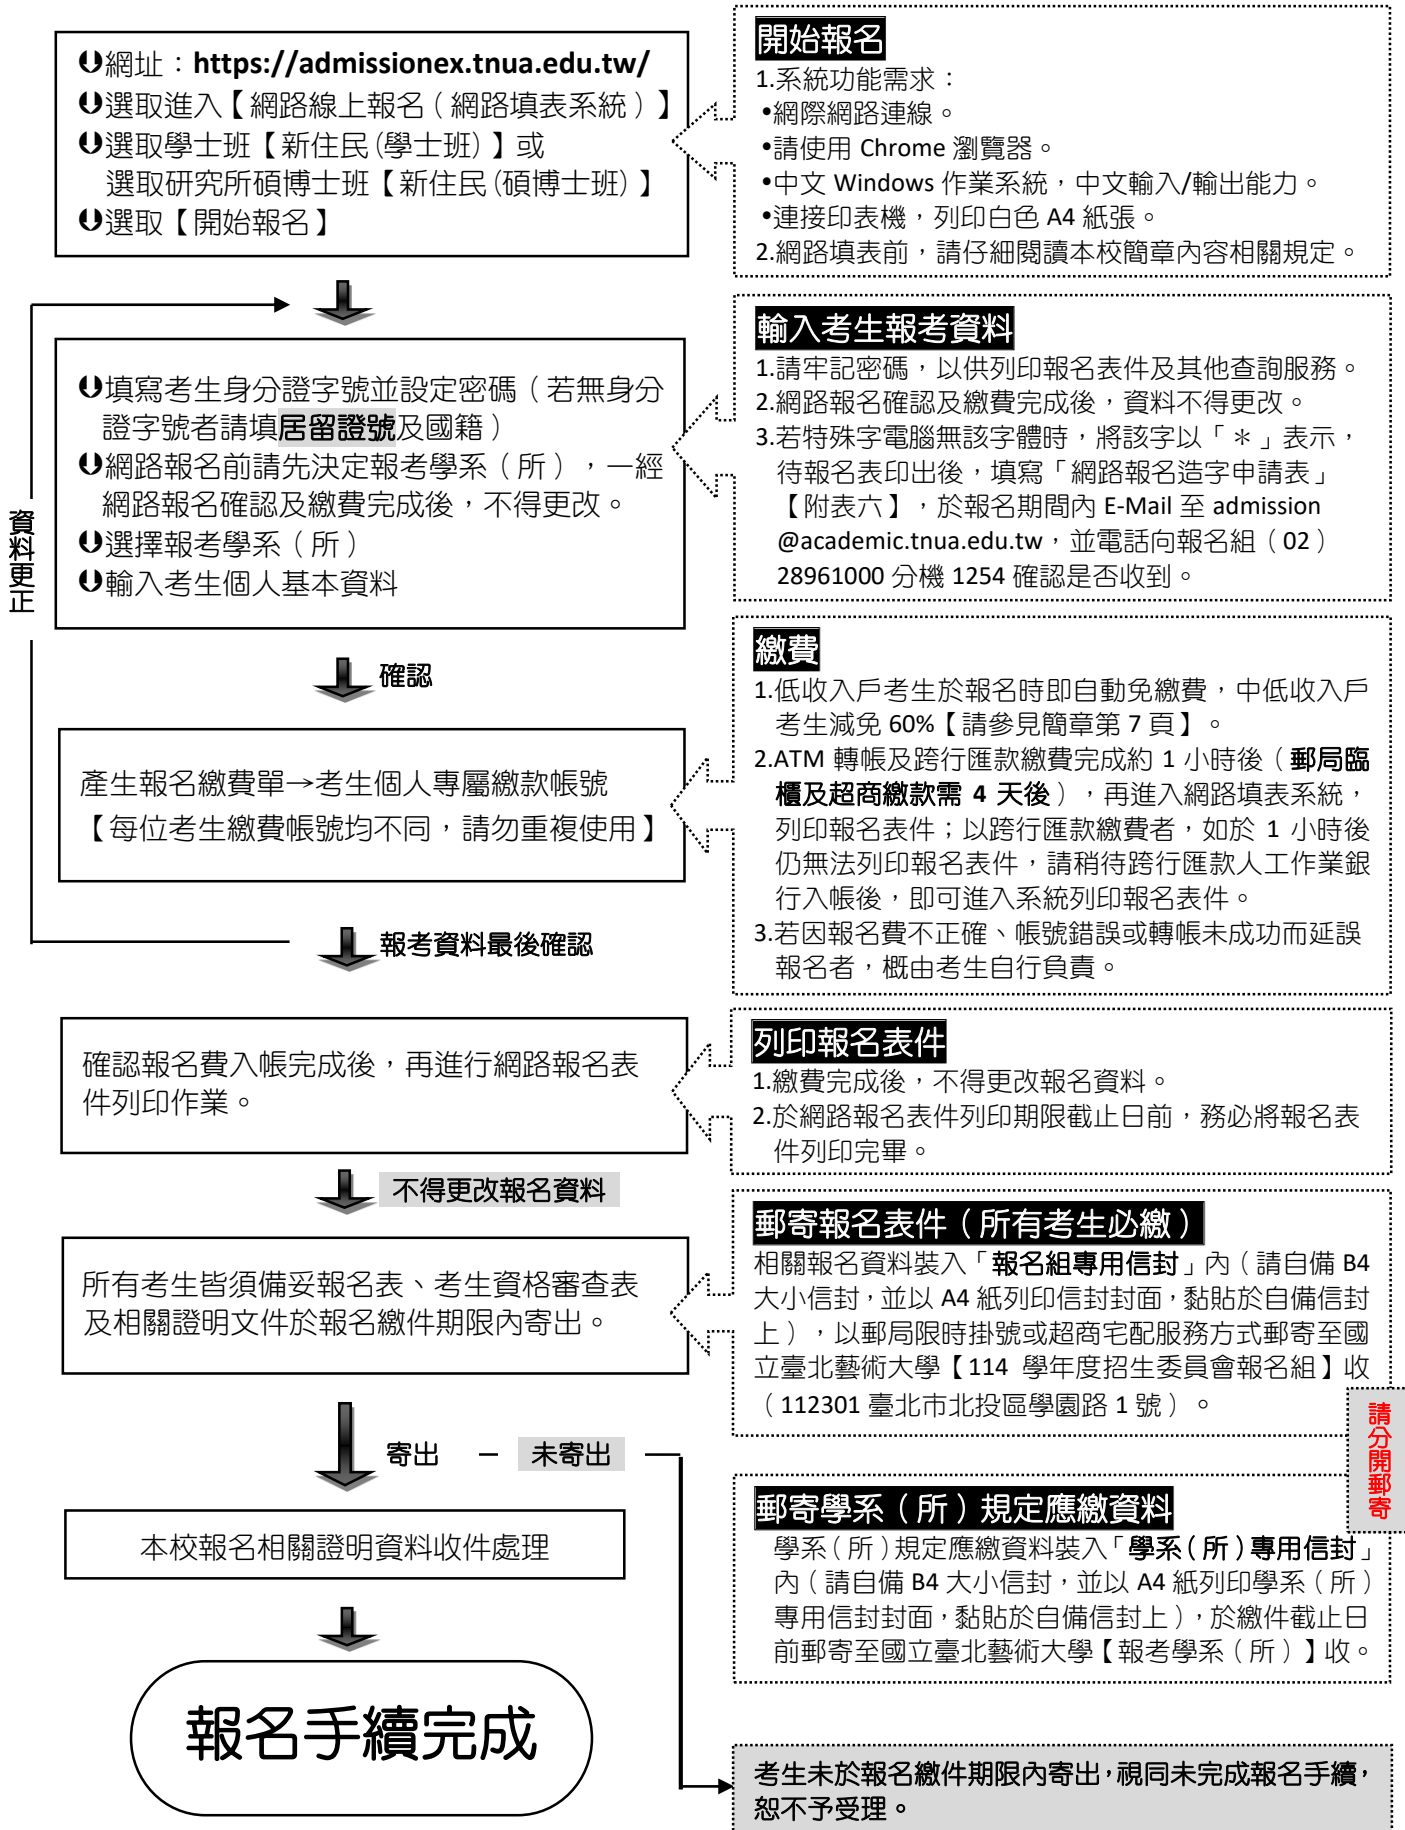 網址：https://admissionex.tnua.edu.tw/
選取進入【網路線上報名（網路填表系統）】
選取學士班【新住民(學士班)】或
選取研究所碩博士班【新住民(碩博士班)】
選取【開始報名】
開始報名
1.系統功能需求：
•網際網路連線。
•請使用 Chrome 瀏覽器。
•中文 Windows 作業系統，中文輸入/輸出能力。
•連接印表機，列印白色 A4 紙張。
2.網路填表前，請仔細閱讀本校簡章內容相關規定。
資料更正
填寫考生身分證字號並設定密碼（若無身分
證字號者請填居留證號及國籍）
網路報名前請先決定報考學系（所），一經
網路報名確認及繳費完成後，不得更改。
選擇報考學系（所）
輸入考生個人基本資料
輸入考生報考資料
1.請牢記密碼，以供列印報名表件及其他查詢服務。
2.網路報名確認及繳費完成後，資料不得更改。
3.若特殊字電腦無該字體時，將該字以「＊」表示，
待報名表印出後，填寫「網路報名造字申請表」
【附表六】，於報名期間內 E-Mail 至 admission
@academic.tnua.edu.tw，並電話向報名組（02）
28961000 分機 1254 確認是否收到。
確認
產生報名繳費單→考生個人專屬繳款帳號
【每位考生繳費帳號均不同，請勿重複使用】
繳費
1.低收入戶考生於報名時即自動免繳費，中低收入戶
考生減免 60%【請參見簡章第 7 頁】。
2.ATM 轉帳及跨行匯款繳費完成約 1 小時後（郵局臨
櫃及超商繳款需 4 天後），再進入網路填表系統，
列印報名表件；以跨行匯款繳費者，如於 1 小時後
仍無法列印報名表件，請稍待跨行匯款人工作業銀
行入帳後，即可進入系統列印報名表件。
3.若因報名費不正確、帳號錯誤或轉帳未成功而延誤
報名者，概由考生自行負責。
報考資料最後確認
確認報名費入帳完成後，再進行網路報名表
件列印作業。
列印報名表件
1.繳費完成後，不得更改報名資料。
2.於網路報名表件列印期限截止日前，務必將報名表
件列印完畢。
不得更改報名資料
所有考生皆須備妥報名表、考生資格審查表
及相關證明文件於報名繳件期限內寄出。
郵寄報名表件（所有考生必繳）
相關報名資料裝入「報名組專用信封」內（請自備 B4
大小信封，並以 A4 紙列印信封封面，黏貼於自備信封
上），以郵局限時掛號或超商宅配服務方式郵寄至國
立臺北藝術大學【114 學年度招生委員會報名組】收
（112301 臺北市北投區學園路 1 號）。
請分開郵寄
寄出 － 未寄出
本校報名相關證明資料收件處理
郵寄學系（所）規定應繳資料
學系（所）規定應繳資料裝入「學系（所）專用信封」
內（請自備 B4 大小信封，並以 A4 紙列印學系（所）
專用信封封面，黏貼於自備信封上），於繳件截止日
前郵寄至國立臺北藝術大學【報考學系（所）】收。
報名手續完成
考生未於報名繳件期限內寄出，視同未完成報名手續，
恕不予受理。